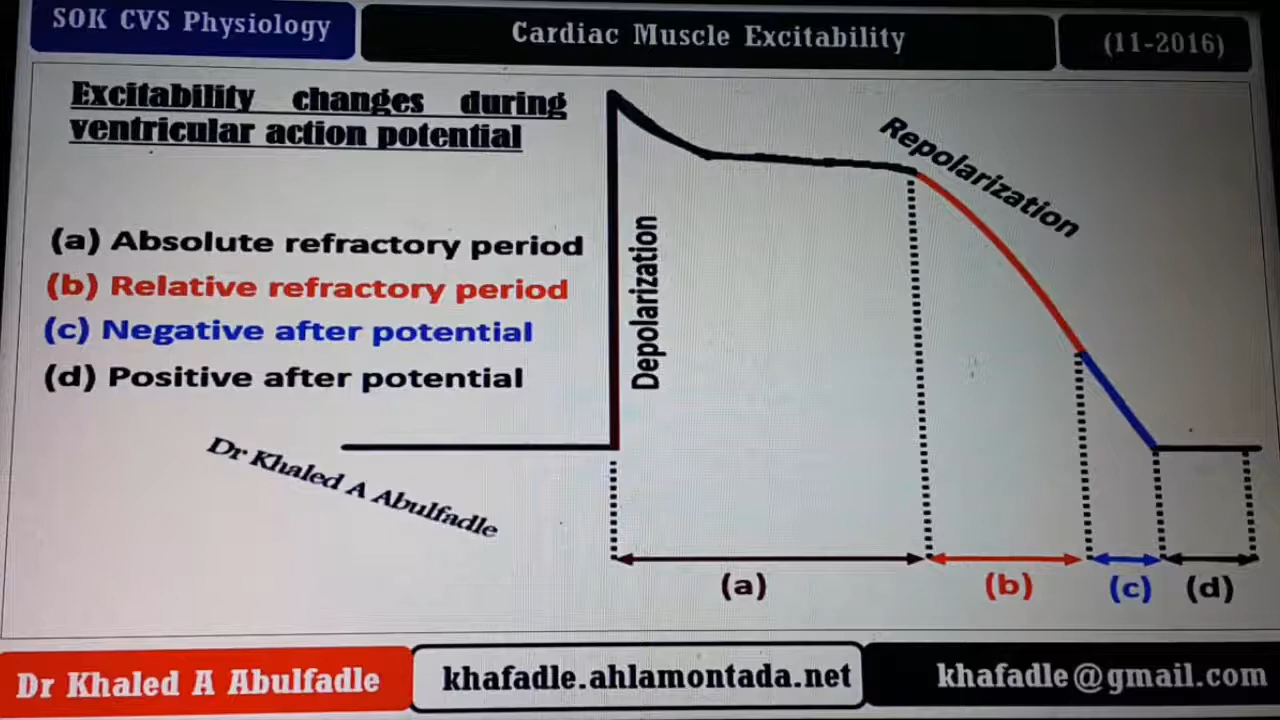 SOK CVS Physiology
Cardiac Muscle Excitability
(11-2016)
Excitability changes during
ventricular action potential
(a) Absolute refractory period
(b) Relative refractory period
(c) Negative after potential
(d) Positive after potential
Depolarization
Repolarization
Dr Khaled A Abulfadle
(a)
(b)
(c)
(d)
Dr Khaled A Abulfadle
khafadle.ahlamontada.net
khafadle@gmail.com